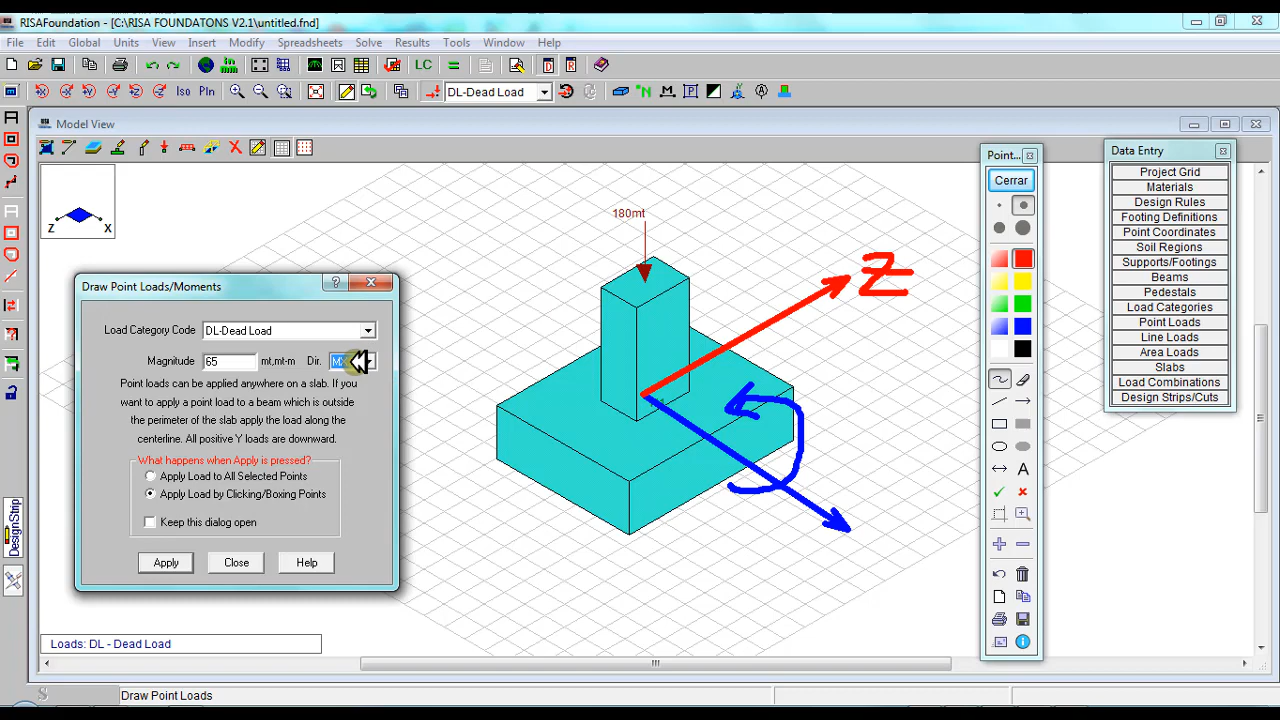 RISAFoundation - [C:\RISA FOUNDATONS V2.1\untitled.fnd]
File Edit Global Units View Insert Modify Spreadsheets Solve Results Tools Window Help
in mm LC D R
Iso Pln DL-Dead Load N M P A
Model View
Z X
Draw Point Loads/Moments ?
Load Category Code DL-Dead Load
Magnitude 65 mt,mt-m Dir.
Point loads can be applied anywhere on a slab. If you
want to apply a point load to a beam which is outside
the perimeter of the slab apply the load along the
centerline. All positive Y loads are downward.
What happens when Apply is pressed?
Apply Load to All Selected Points
Apply Load by Clicking/Boxing Points
Keep this dialog open
Apply Close Help
180mt
Z
Point...
Cerrar
A
Data Entry
Project Grid
Materials
Design Rules
Footing Definitions
Point Coordinates
Soil Regions
Supports/Footings
Beams
Pedestals
Load Categories
Point Loads
Line Loads
Area Loads
Slabs
Load Combinations
Design Strips/Cuts
DesignStrip
Loads: DL - Dead Load
S Draw Point Loads